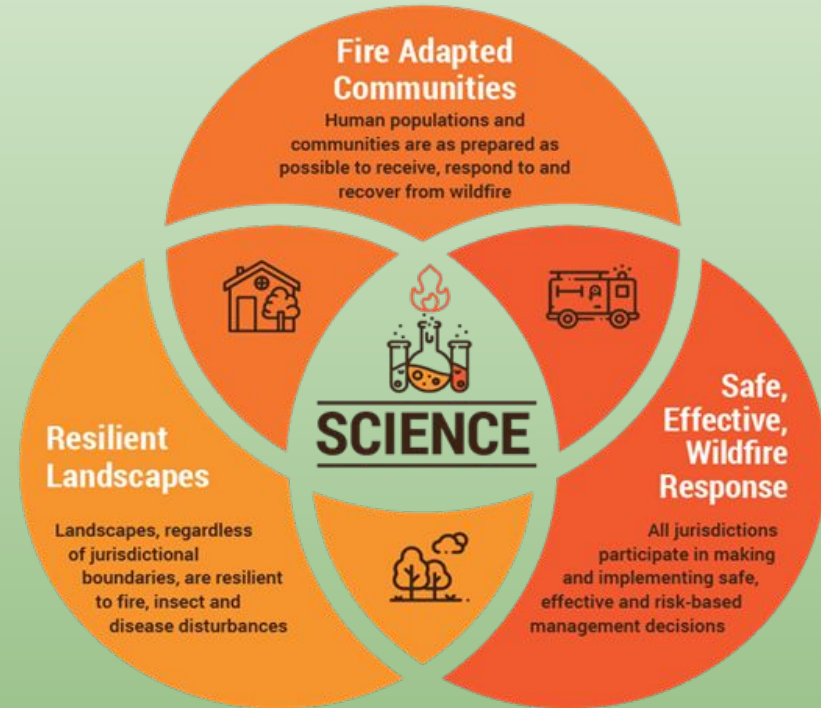 Fire Adapted
Communities
Human populations and
communities are as prepared as
possible to receive, respond to and
recover from wildfire
SCIENCE
Resilient
Landscapes
Landscapes, regardless
of jurisdictional
boundaries, are resilient
to fire, insect and
disease disturbances
Safe,
Effective,
Wildfire
Response
All jurisdictions
participate in making
and implementing safe,
effective and risk-based
management decisions